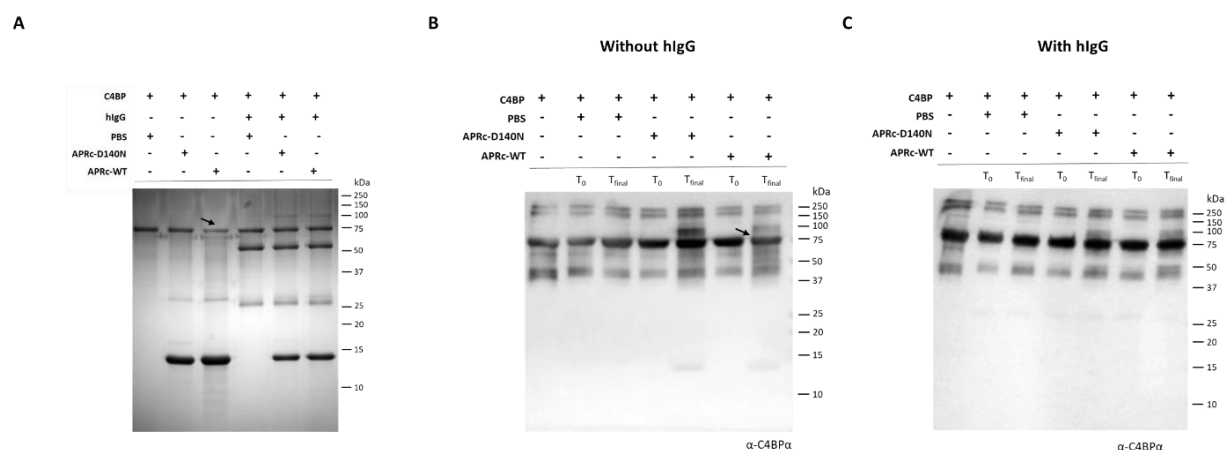 A
C4BP + + + + + +
hIgG - - - + + +
PBS + - - + - -
APRc-D140N - + - - + -
APRc-WT - - + - - +
kDa
250
150
100
75
50
37
25
20
15
10
B
Without hIgG
C4BP + + + + + + +
PBS - + + - - - -
APRc-D140N - - - + + - -
APRc-WT - - - - - + +
T0 Tfinal T0 Tfinal T0 Tfinal
kDa
250
150
100
75
50
37
25
20
15
10
α-C4BPα
C
With hIgG
C4BP + + + + + + +
PBS - + + - - - -
APRc-D140N - - - + + - -
APRc-WT - - - - - + +
T0 Tfinal T0 Tfinal T0 Tfinal
kDa
250
150
100
75
50
37
25
20
15
10
α-C4BPα